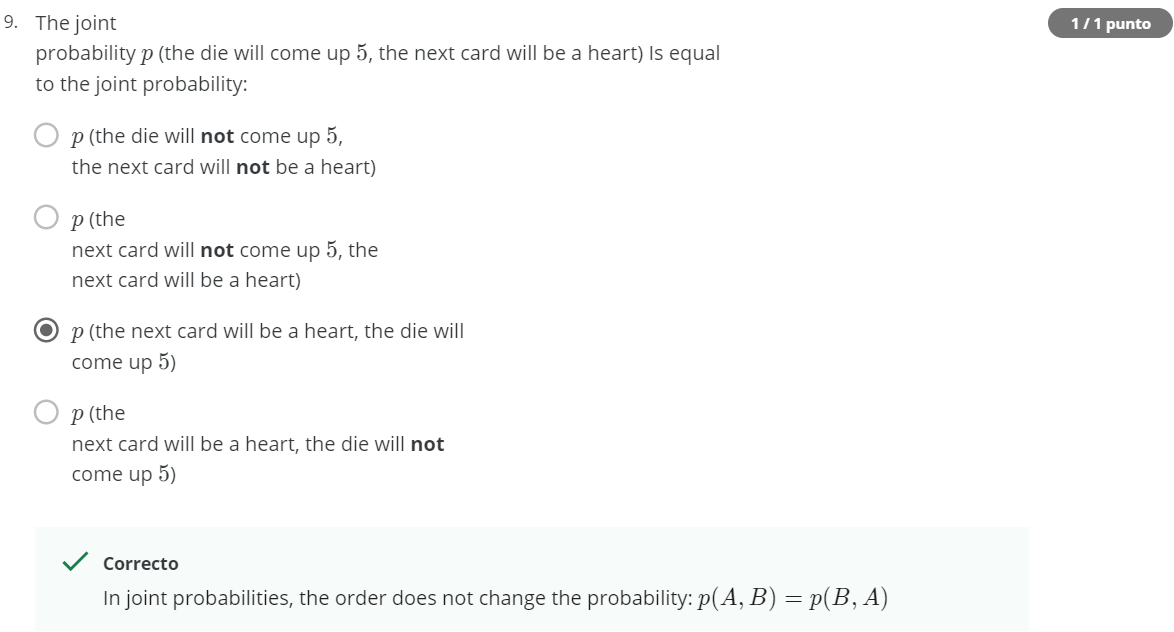 9. The joint
1 / 1 punto
probability p (the die will come up 5, the next card will be a heart) Is equal
to the joint probability:
p (the die will not come up 5,
the next card will not be a heart)
p (the
next card will not come up 5, the
next card will be a heart)
p (the next card will be a heart, the die will
come up 5)
p (the
next card will be a heart, the die will not
come up 5)
Correcto
In joint probabilities, the order does not change the probability: p(A, B) = p(B, A)